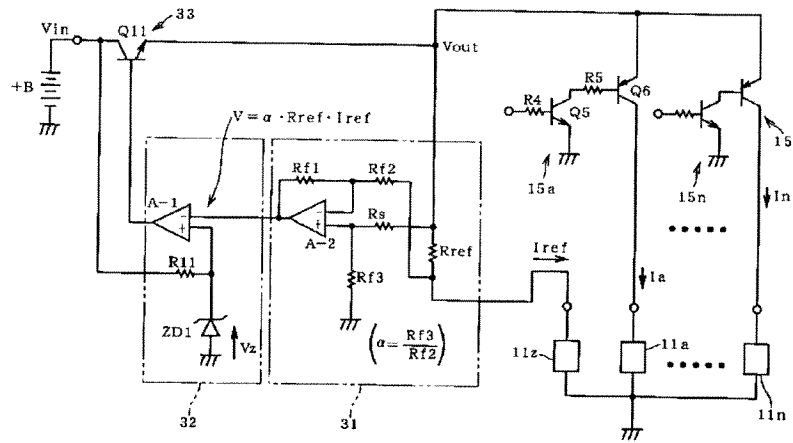 Vin
Q11
33
Vout
+B
R4
R5
Q5
Q6
15
15a
15n
In
V=α·Rref·Iref
A-1
Rf1
Rf2
A-2
Rs
Rref
Iref
R11
Rf3
Ia
ZD1
Vz
(α=Rf3/Rf2)
11z
11a
11n
32
31